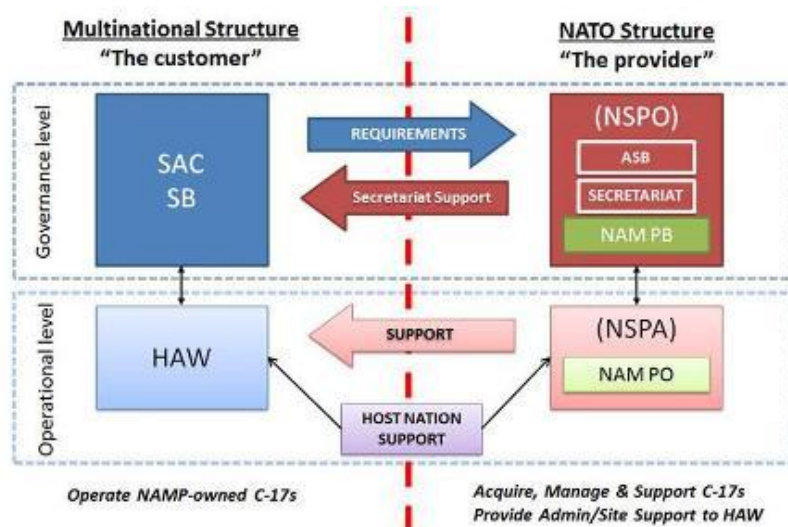 Multinational Structure
“The customer”
NATO Structure
“The provider”
Governance level
SAC
SB
REQUIREMENTS
Secretariat Support
(NSPO)
ASB
SECRETARIAT
NAM PB
Operational level
HAW
SUPPORT
(NSPA)
NAM PO
HOST NATION
SUPPORT
Operate NAMP-owned C-17s
Acquire, Manage & Support C-17s
Provide Admin/Site Support to HAW